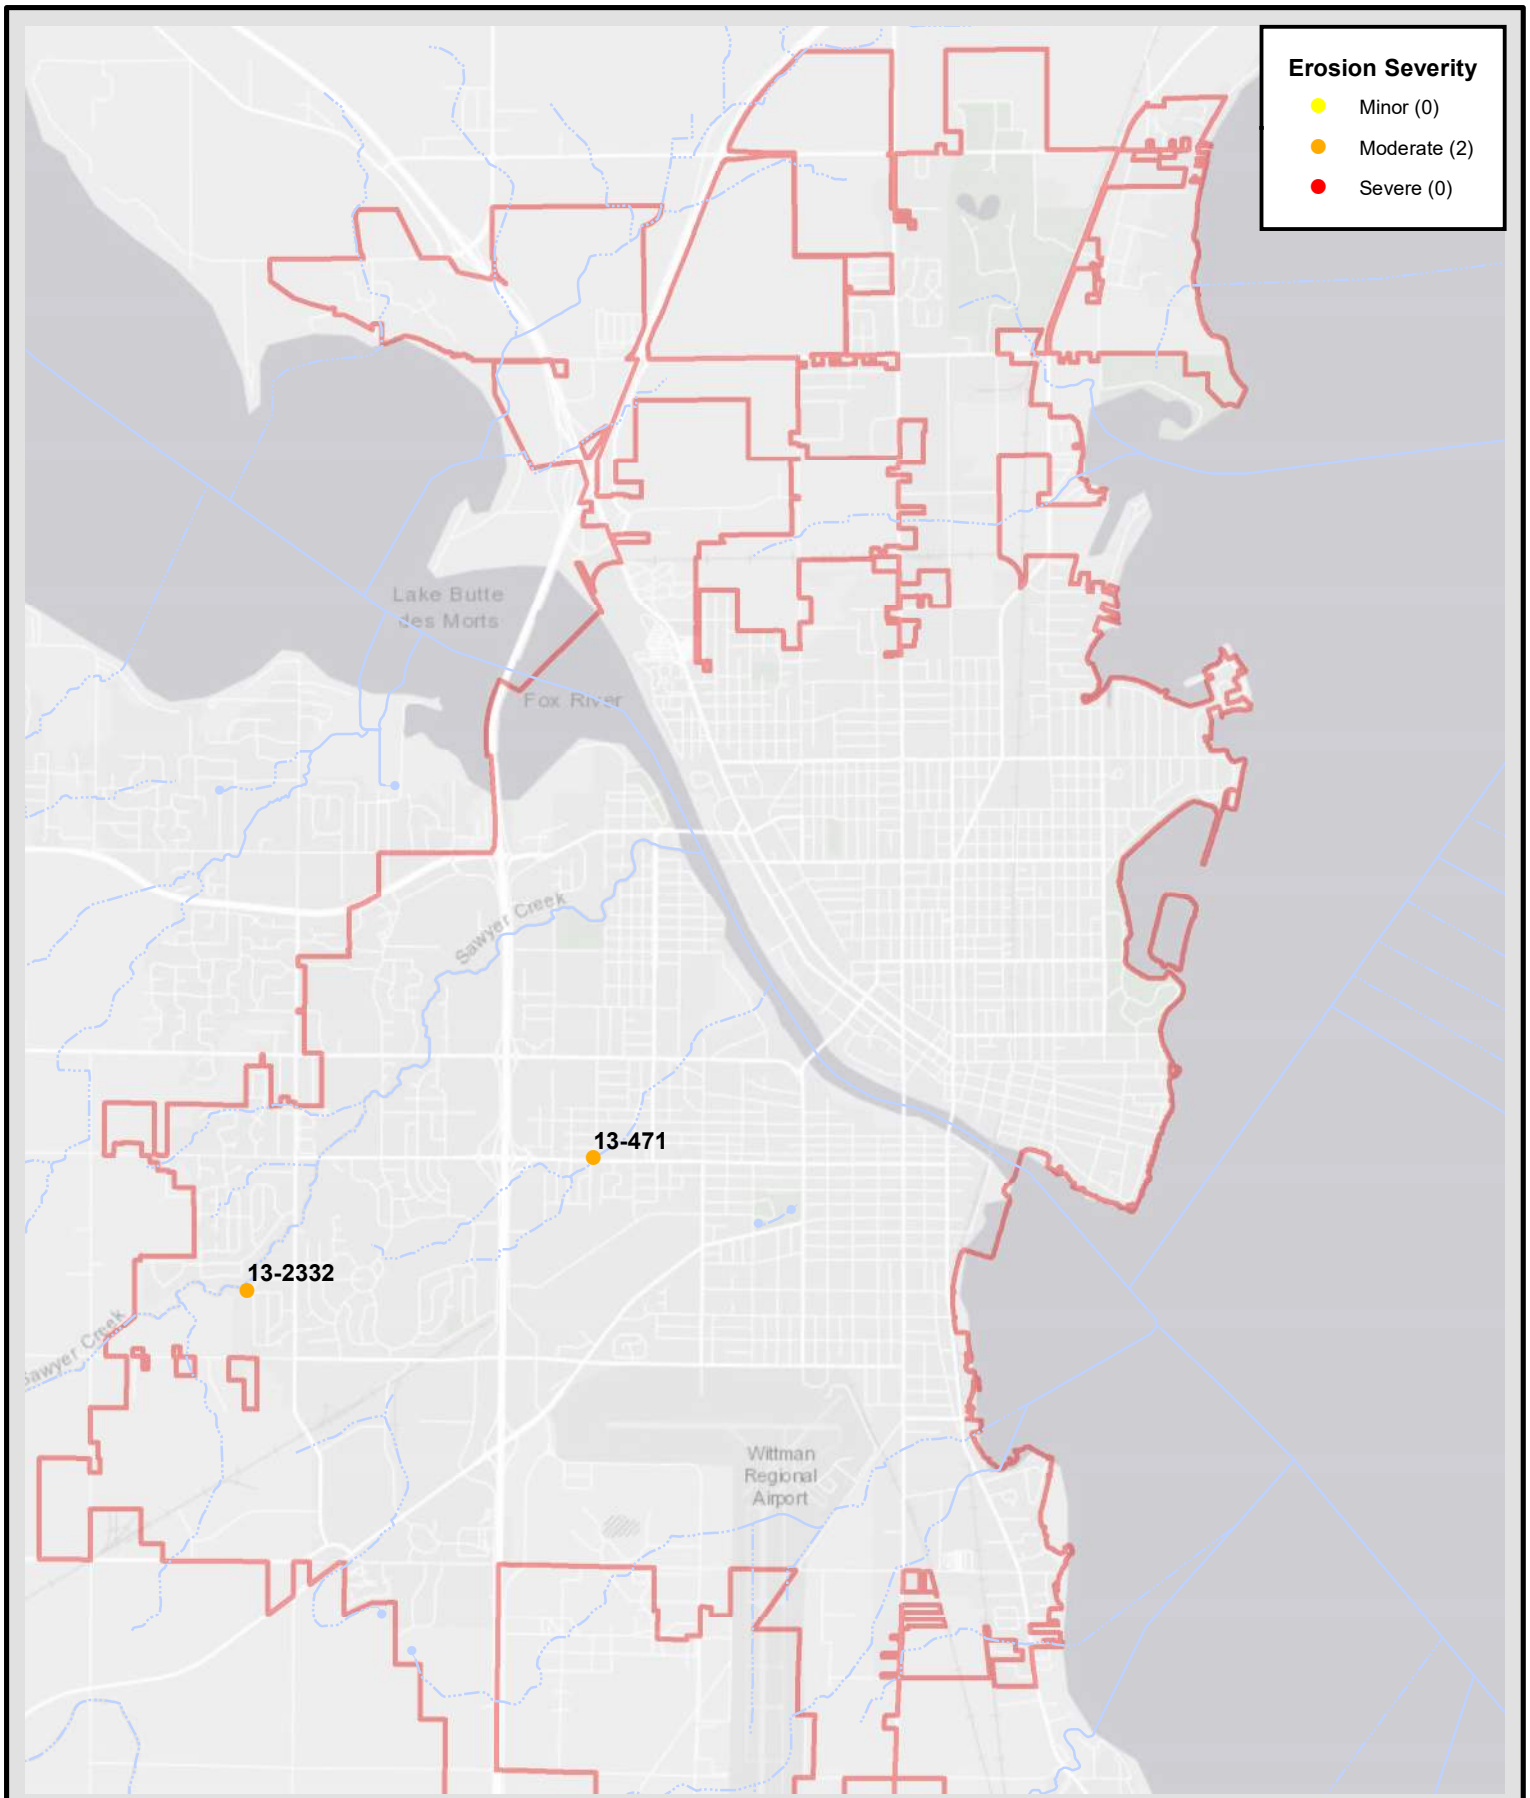 Erosion Severity
Minor (0)
Moderate (2)
Severe (0)
Lake Butte
des Morts
Fox River
Sawyer Creek
13-471
13-2332
Sawyer Creek
Wittman
Regional
Airport